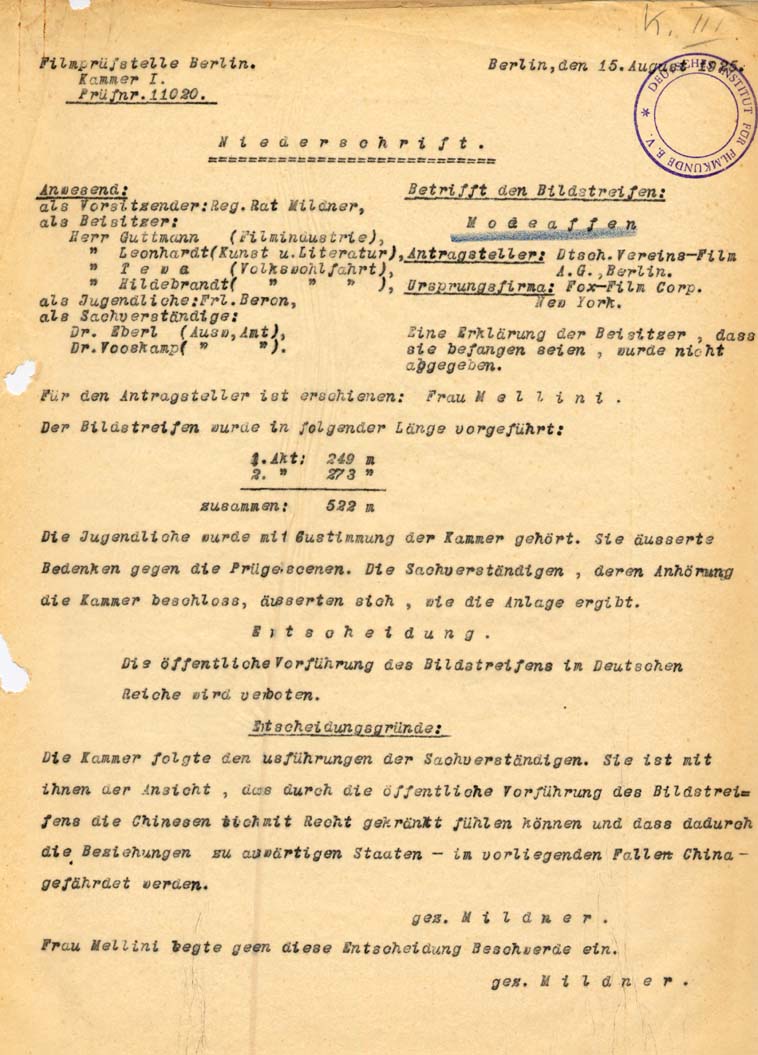 K. III
Filmprüfstelle Berlin.
Kammer I.
Prüfnr.11020.
Berlin,den 15.August 1925.
* DEUTSCHES INSTITUT FÜR FILMKUNDE E.V.
Niederschrift.
Anwesend:
als Vorsitzender:Reg.Rat Mildner,
als Beisitzer:
Herr Guttmann (Filmindustrie),
" Leonhardt(Kunst u.Literatur),
" Tewa (Volkswohlfahrt),
" Hildebrandt( " " " ),
als Jugendliche:Frl.Beron,
als Sachverständige:
Dr. Eberl (Ausw,Amt),
Dr.Vooskamp( " ").
Betrifft den Bildstreifen:
Modeaffen
Antragsteller: Dtsch.Vereins-Film
A.G.,Berlin.
Ursprungsfirma: Fox-Film Corp.
New York.
Eine Erklärung der Beisitzer , dass
sie befangen seien , wurde nicht
abgegeben.
Für den Antragsteller ist erschienen: Frau Mellini.
Der Bildstreifen wurde in folgender Länge vorgeführt:
1.Akt: 249 m
2. " 273 "
zusammen: 522 m
Die Jugendliche wurde mit Zustimmung der Kammer gehört. Sie äusserte
Bedenken gegen die Prügelscenen. Die Sachverständigen , deren Anhörung
die Kammer beschloss, äusserten sich , wie die Anlage ergibt.
Entscheidung.
Die öffentliche Vorführung des Bildstreifens im Deutschen
Reiche wird verboten.
Entscheidungsgründe:
Die Kammer folgte den usführungen der Sachverständigen. Sie ist mit
ihnen der Ansicht , das durch die öffentliche Vorführung des Bildstrei=
fens die Chinesen sichmit Recht gekränkt fühlen können und dass dadurch
die Beziehungen zu auwärtigen Staaten - im vorliegenden Fallen China -
gefährdet werden.
gez. Mildner.
Frau Mellini legte geen diese Entscheidung Beschwerde ein.
gez. Mildner.